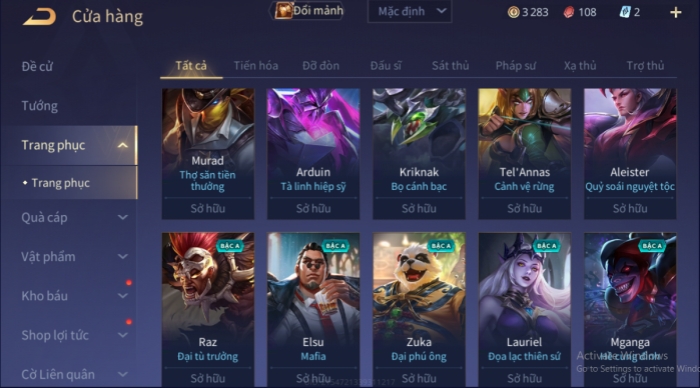 Cửa hàng
Đổi mảnh
Mặc định
3 283
108
2
Đề cử
Tướng
Trang phục
Trang phục
Quà cáp
Vật phẩm
Kho báu
Shop lợi tức
Cờ Liên quân
Tất cả
Tiến hóa
Đỡ đòn
Đấu sĩ
Sát thủ
Pháp sư
Xạ thủ
Trợ thủ
Murad
Thợ săn tiền
thưởng
Sở hữu
Arduin
Tà linh hiệp sỹ
Sở hữu
Kriknak
Bọ cánh bạc
Sở hữu
Tel'Annas
Cảnh vệ rừng
Sở hữu
Aleister
Quỷ soái nguyệt tộc
Sở hữu
BẬC A
Raz
Đại tù trưởng
Sở hữu
BẬC A
Elsu
Mafia
Sở hữu
BẬC A
Zuka
Đại phú ông
Sở hữu
BẬC A
Lauriel
Đọa lạc thiên sứ
Sở hữu
BẬC A
Mganga
Hề cung đình
Sở hữu
Activate Windows
Go to Settings to activate Wind